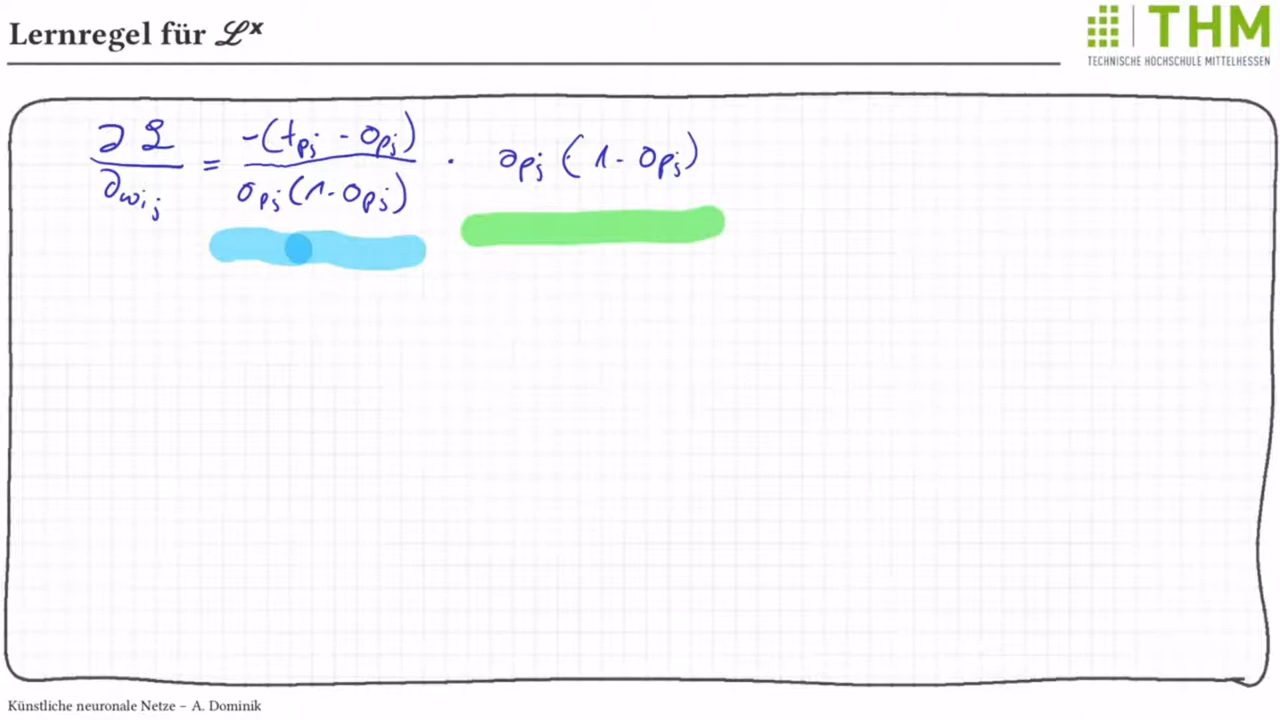 Lernregel für ℒˣ
THM
TECHNISCHE HOCHSCHULE MITTELHESSEN
∂ℒ/∂w_ij = -(t_pj - o_pj) / o_pj(1 - o_pj) · o_pj (1 - o_pj)
Künstliche neuronale Netze – A. Dominik